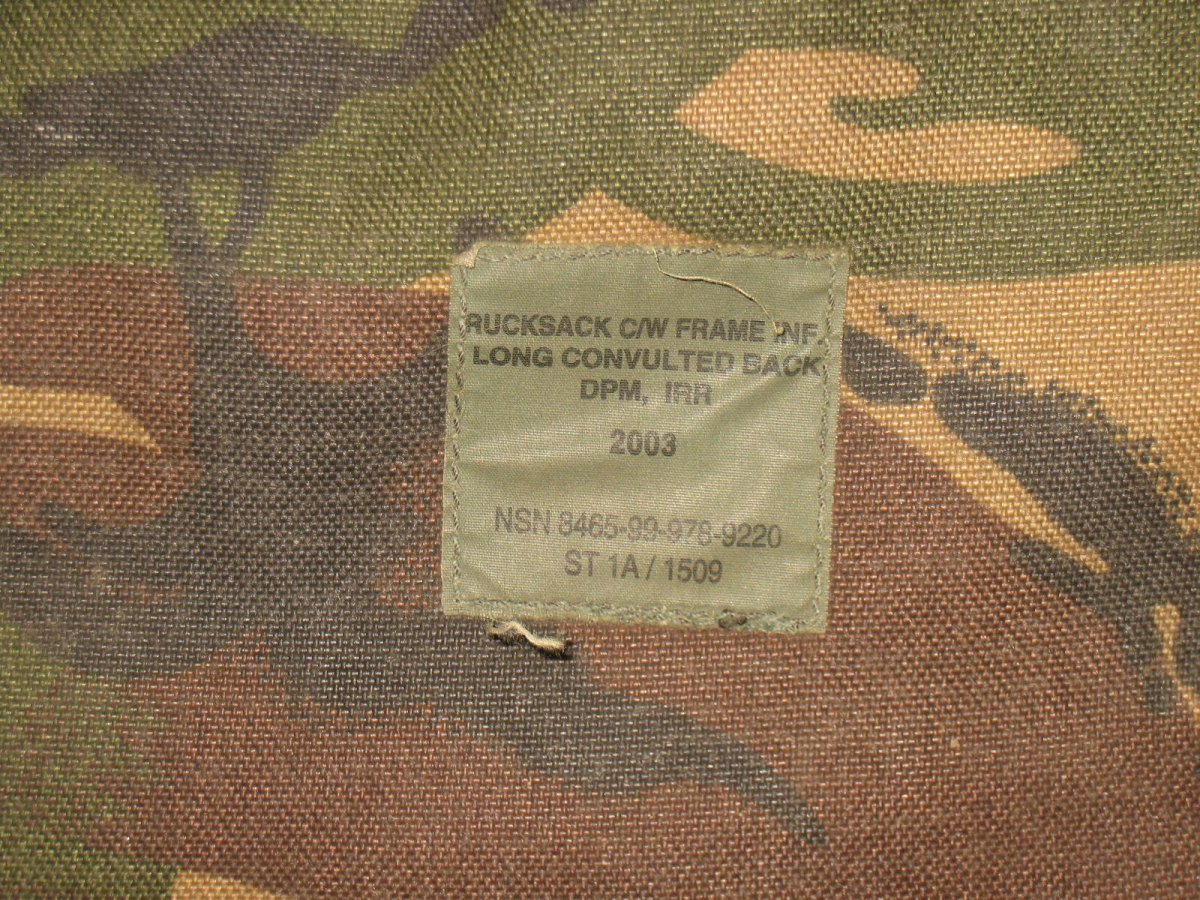 RUCKSACK C/W FRAME INF.
LONG CONVULTED BACK
DPM, IRR
2003
NSN 8465-99-978-9220
ST 1A / 1509